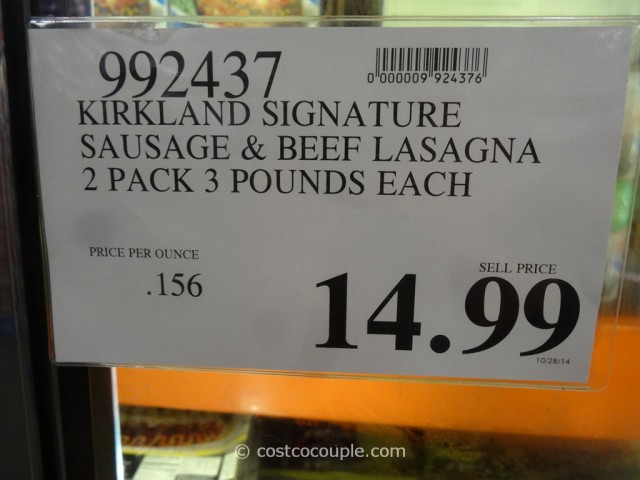 992437
0 000009 924376
KIRKLAND SIGNATURE
SAUSAGE & BEEF LASAGNA
2 PACK 3 POUNDS EACH
PRICE PER OUNCE
.156
SELL PRICE
14.99
10/28/14
© costcocouple.com